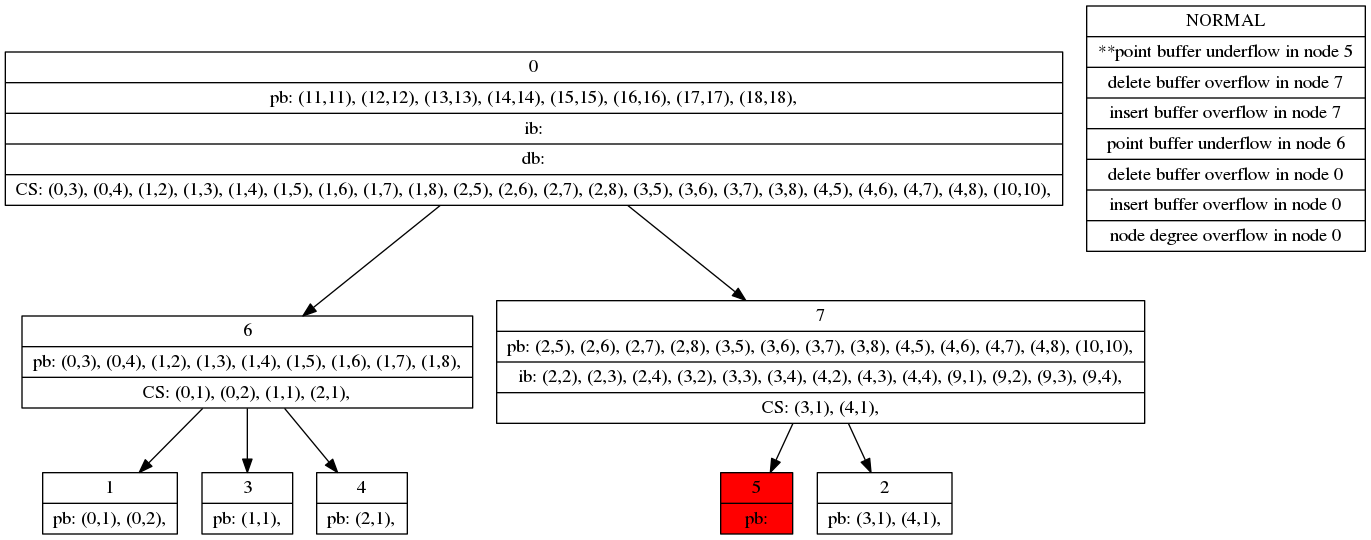 0
pb: (11,11), (12,12), (13,13), (14,14), (15,15), (16,16), (17,17), (18,18),
ib:
db:
CS: (0,3), (0,4), (1,2), (1,3), (1,4), (1,5), (1,6), (1,7), (1,8), (2,5), (2,6), (2,7), (2,8), (3,5), (3,6), (3,7), (3,8), (4,5), (4,6), (4,7), (4,8), (10,10),
NORMAL
**point buffer underflow in node 5
delete buffer overflow in node 7
insert buffer overflow in node 7
point buffer underflow in node 6
delete buffer overflow in node 0
insert buffer overflow in node 0
node degree overflow in node 0
6
pb: (0,3), (0,4), (1,2), (1,3), (1,4), (1,5), (1,6), (1,7), (1,8),
CS: (0,1), (0,2), (1,1), (2,1),
7
pb: (2,5), (2,6), (2,7), (2,8), (3,5), (3,6), (3,7), (3,8), (4,5), (4,6), (4,7), (4,8), (10,10),
ib: (2,2), (2,3), (2,4), (3,2), (3,3), (3,4), (4,2), (4,3), (4,4), (9,1), (9,2), (9,3), (9,4),
CS: (3,1), (4,1),
1
pb: (0,1), (0,2),
3
pb: (1,1),
4
pb: (2,1),
5
pb:
2
pb: (3,1), (4,1),